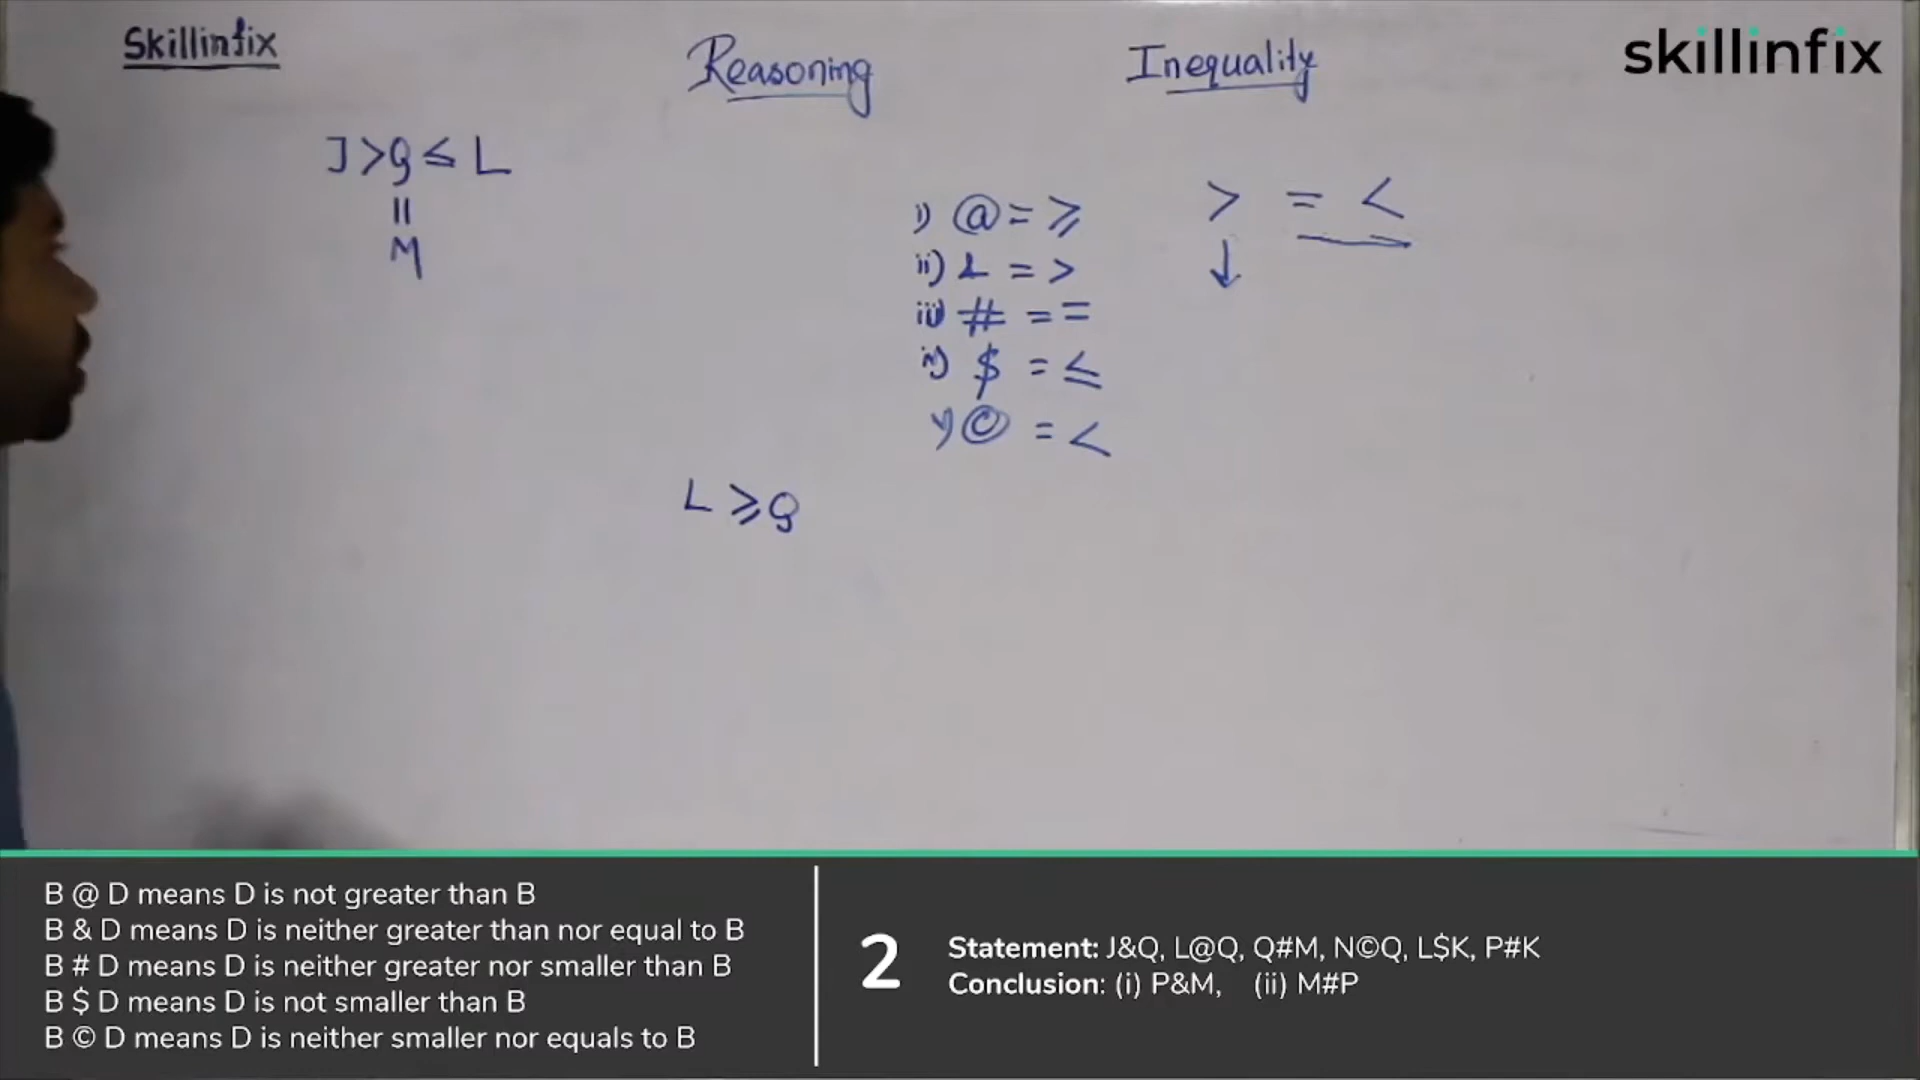 Skillinfix
Reasoning
Inequality
skillinfix
J > Q ≤ L
=
M
i) @ = ≥
ii) & = >
iii) # = =
iv) $ = ≤
v) © = <
> = <
↓
L ≥ Q
B @ D means D is not greater than B
B & D means D is neither greater than nor equal to B
B # D means D is neither greater nor smaller than B
B $ D means D is not smaller than B
B © D means D is neither smaller nor equals to B
2
Statement: J&Q, L@Q, Q#M, N©Q, L$K, P#K
Conclusion: (i) P&M, (ii) M#P